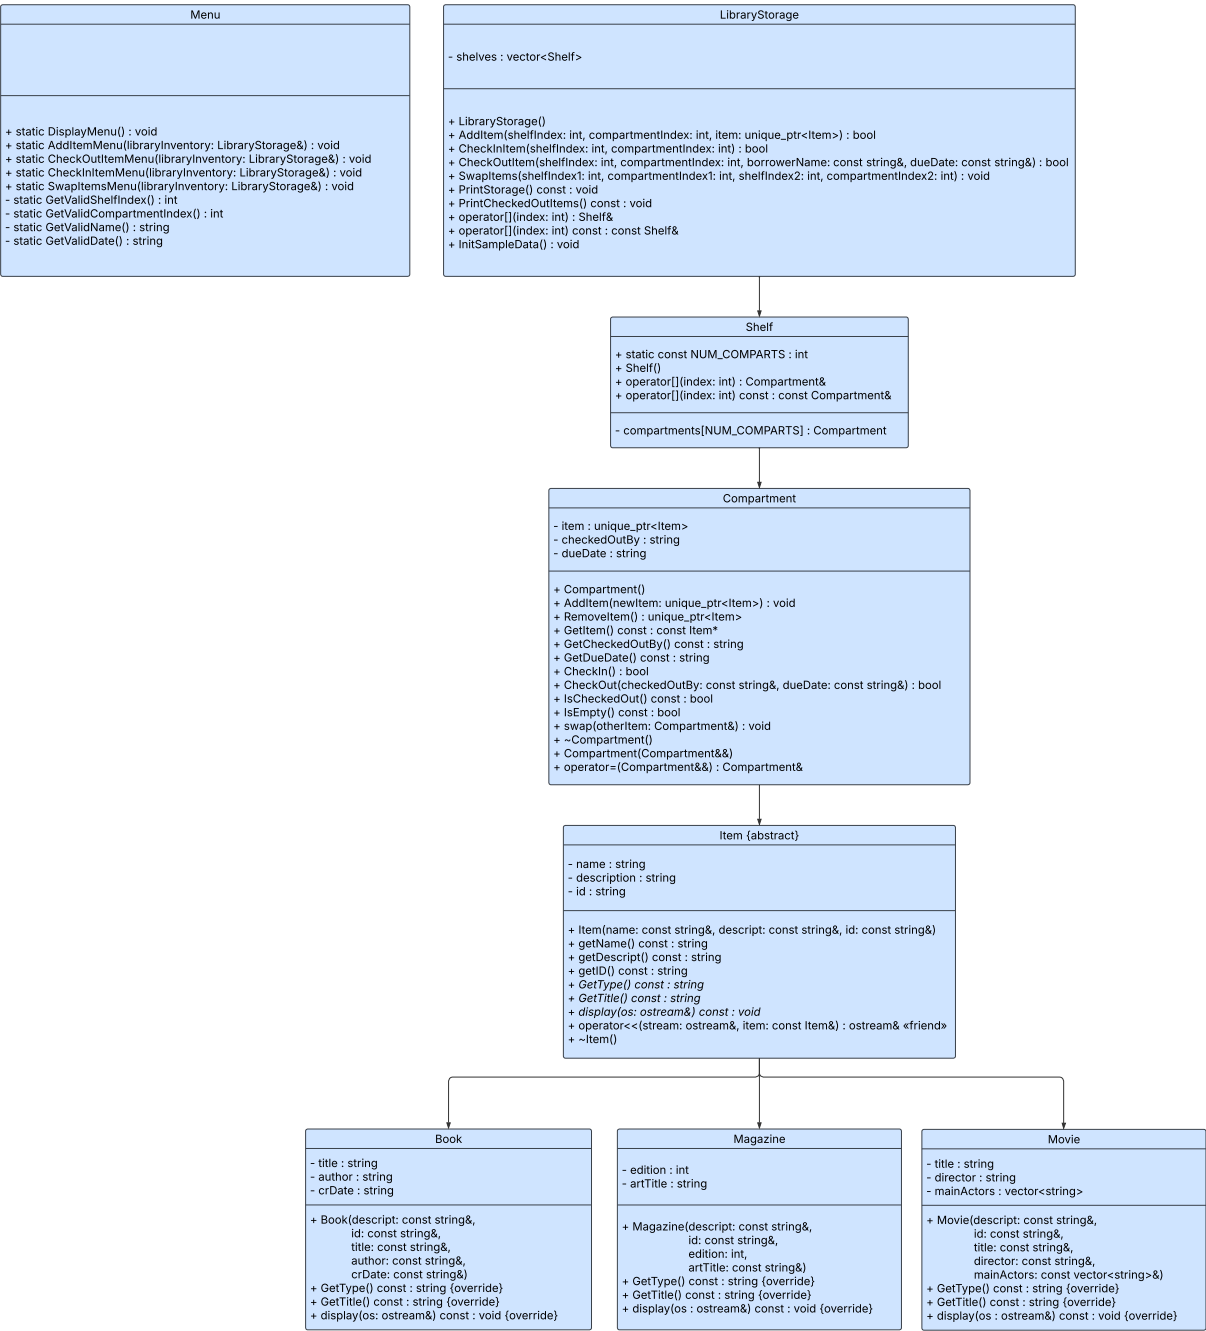 Menu
+ static DisplayMenu() : void
+ static AddItemMenu(libraryInventory: LibraryStorage&) : void
+ static CheckOutItemMenu(libraryInventory: LibraryStorage&) : void
+ static CheckInItemMenu(libraryInventory: LibraryStorage&) : void
+ static SwapItemsMenu(libraryInventory: LibraryStorage&) : void
- static GetValidShelfIndex() : int
- static GetValidCompartmentIndex() : int
- static GetValidName() : string
- static GetValidDate() : string
LibraryStorage
- shelves : vector<Shelf>
+ LibraryStorage()
+ AddItem(shelfIndex: int, compartmentIndex: int, item: unique_ptr<Item>) : bool
+ CheckInItem(shelfIndex: int, compartmentIndex: int) : bool
+ CheckOutItem(shelfIndex: int, compartmentIndex: int, borrowerName: const string&, dueDate: const string&) : bool
+ SwapItems(shelfIndex1: int, compartmentIndex1: int, shelfIndex2: int, compartmentIndex2: int) : void
+ PrintStorage() const : void
+ PrintCheckedOutItems() const : void
+ operator[](index: int) : Shelf&
+ operator[](index: int) const : const Shelf&
+ InitSampleData() : void
Shelf
+ static const NUM_COMPARTS : int
+ Shelf()
+ operator[](index: int) : Compartment&
+ operator[](index: int) const : const Compartment&
- compartments[NUM_COMPARTS] : Compartment
Compartment
- item : unique_ptr<Item>
- checkedOutBy : string
- dueDate : string
+ Compartment()
+ AddItem(newItem: unique_ptr<Item>) : void
+ RemoveItem() : unique_ptr<Item>
+ GetItem() const : const Item*
+ GetCheckedOutBy() const : string
+ GetDueDate() const : string
+ CheckIn() : bool
+ CheckOut(checkedOutBy: const string&, dueDate: const string&) : bool
+ IsCheckedOut() const : bool
+ IsEmpty() const : bool
+ swap(otherItem: Compartment&) : void
+ ~Compartment()
+ Compartment(Compartment&&)
+ operator=(Compartment&&) : Compartment&
Item {abstract}
- name : string
- description : string
- id : string
+ Item(name: const string&, descript: const string&, id: const string&)
+ getName() const : string
+ getDescript() const : string
+ getID() const : string
+ GetType() const : string
+ GetTitle() const : string
+ display(os: ostream&) const : void
+ operator<<(stream: ostream&, item: const Item&) : ostream& «friend»
+ ~Item()
Book
- title : string
- author : string
- crDate : string
+ Book(descript: const string&,
id: const string&,
title: const string&,
author: const string&,
crDate: const string&)
+ GetType() const : string {override}
+ GetTitle() const : string {override}
+ display(os: ostream&) const : void {override}
Magazine
- edition : int
- artTitle : string
+ Magazine(descript: const string&,
id: const string&,
edition: int,
artTitle: const string&)
+ GetType() const : string {override}
+ GetTitle() const : string {override}
+ display(os : ostream&) const : void {override}
Movie
- title : string
- director : string
- mainActors : vector<string>
+ Movie(descript: const string&,
id: const string&,
title: const string&,
director: const string&,
mainActors: const vector<string>&)
+ GetType() const : string {override}
+ GetTitle() const : string {override}
+ display(os : ostream&) const : void {override}